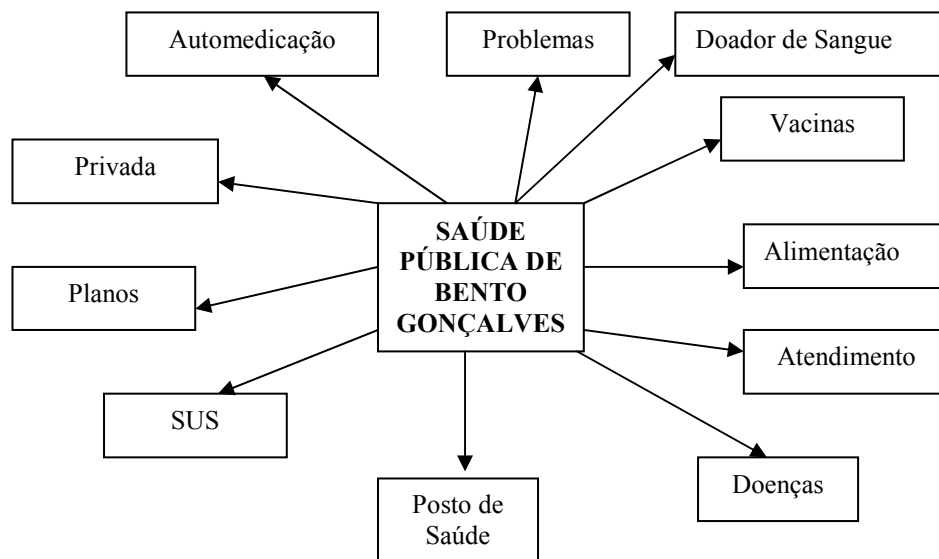 Automedicação
Problemas
Doador de Sangue
Vacinas
Privada
SAÚDE
PÚBLICA DE
BENTO
GONÇALVES
Alimentação
Planos
Atendimento
SUS
Doenças
Posto de
Saúde